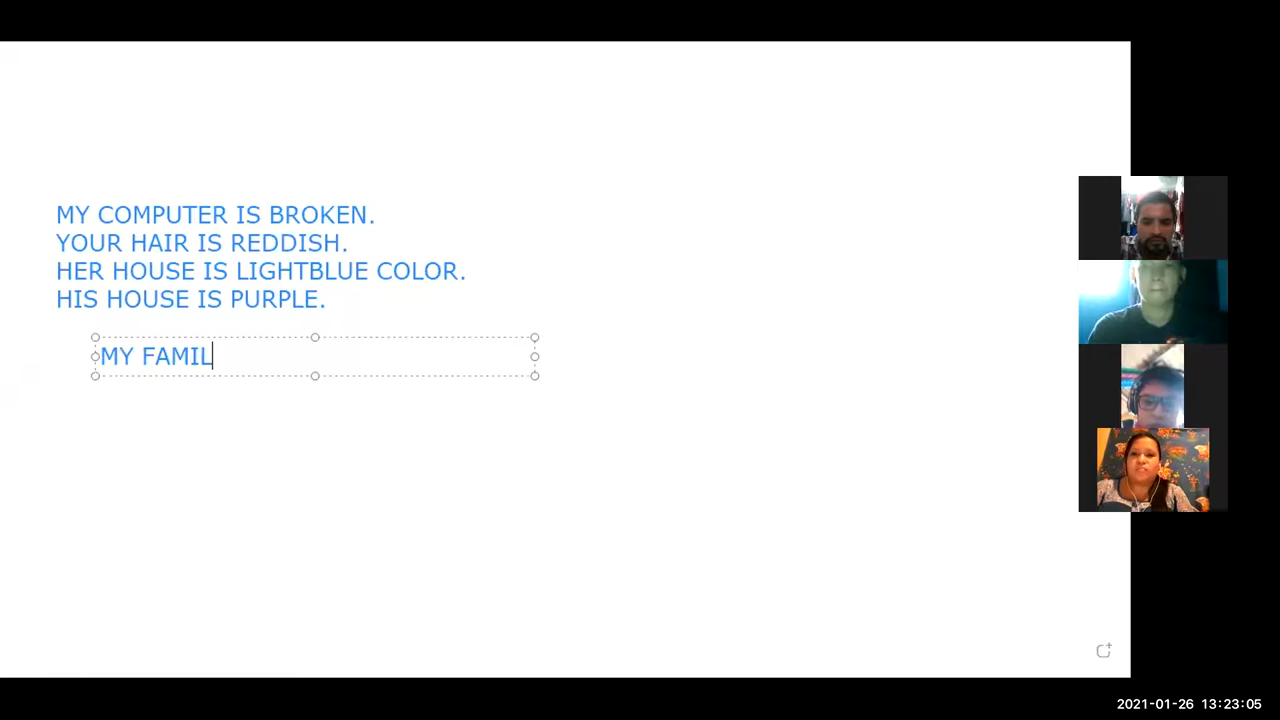 MY COMPUTER IS BROKEN.
YOUR HAIR IS REDDISH.
HER HOUSE IS LIGHTBLUE COLOR.
HIS HOUSE IS PURPLE.
MY FAMIL
2021-01-26 13:23:05